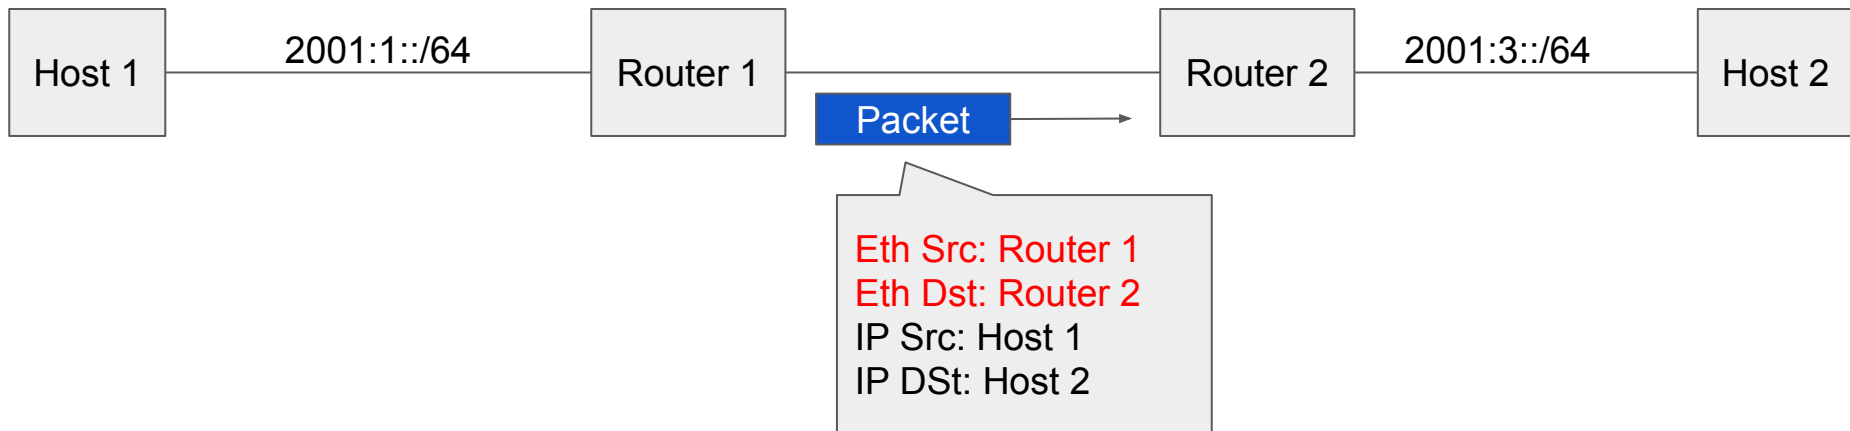 Host 1
2001:1::/64
Router 1
Router 2
2001:3::/64
Host 2
Packet
Eth Src: Router 1
Eth Dst: Router 2
IP Src: Host 1
IP DSt: Host 2